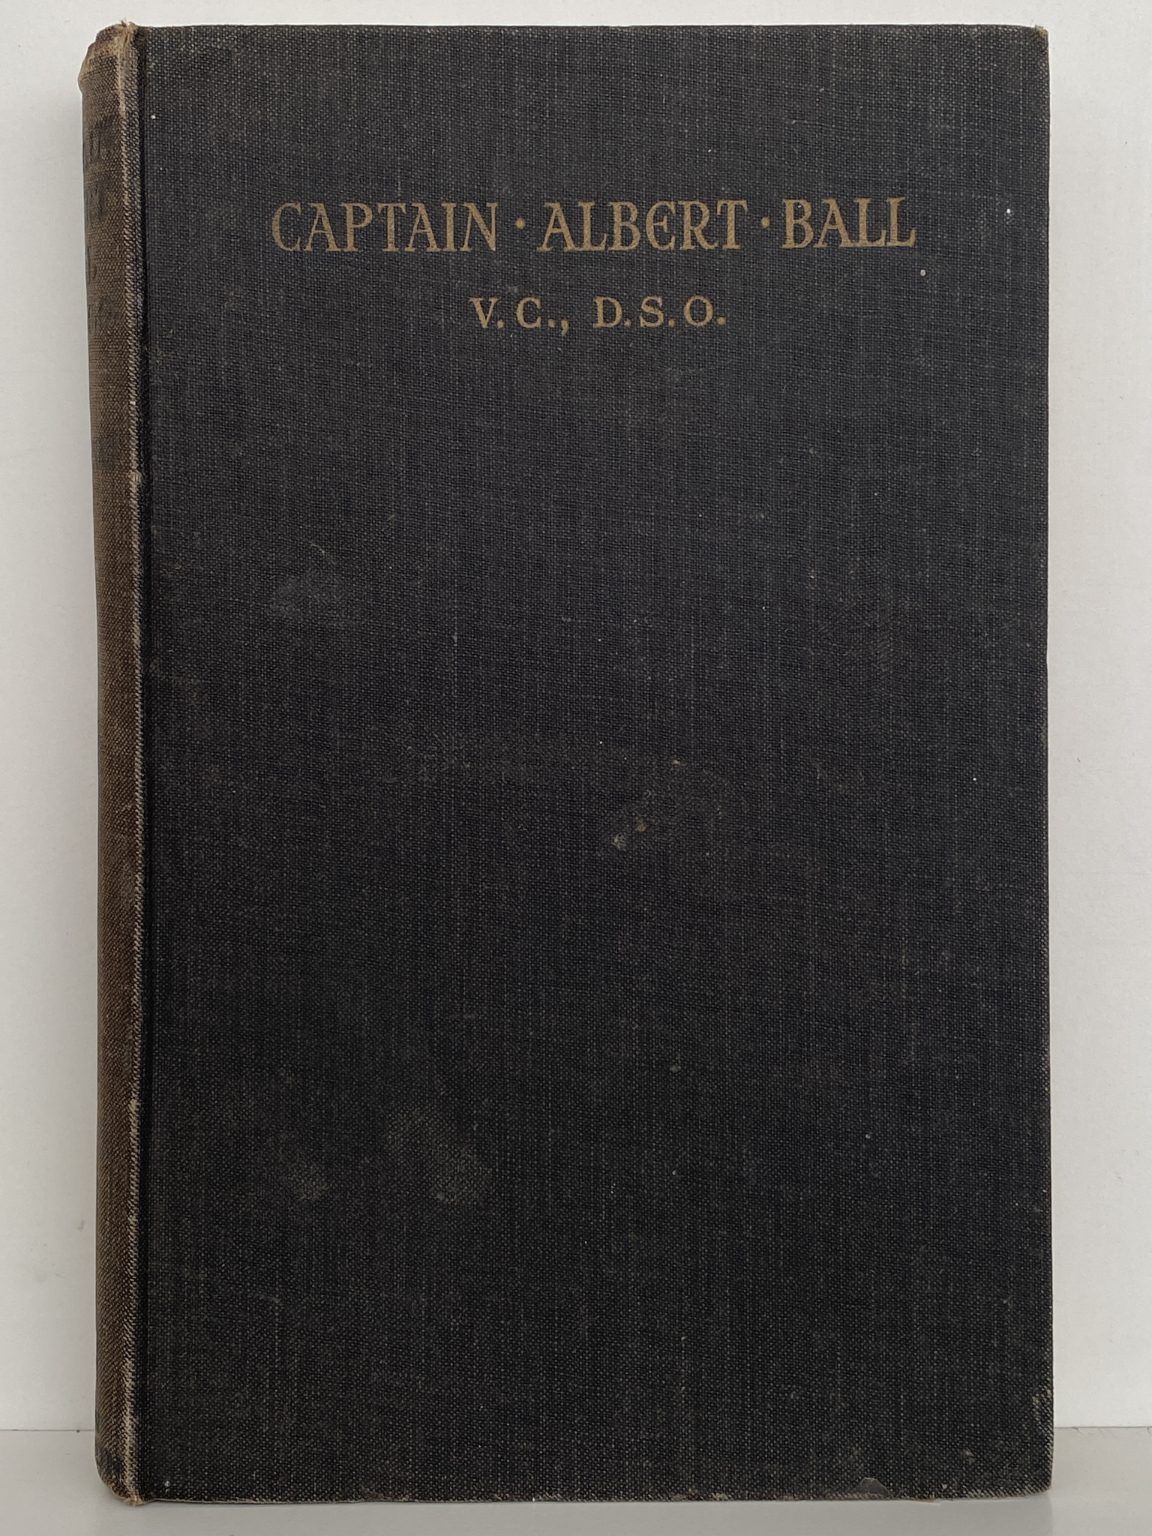 CAPTAIN · ALBERT · BALL
V.C., D.S.O.